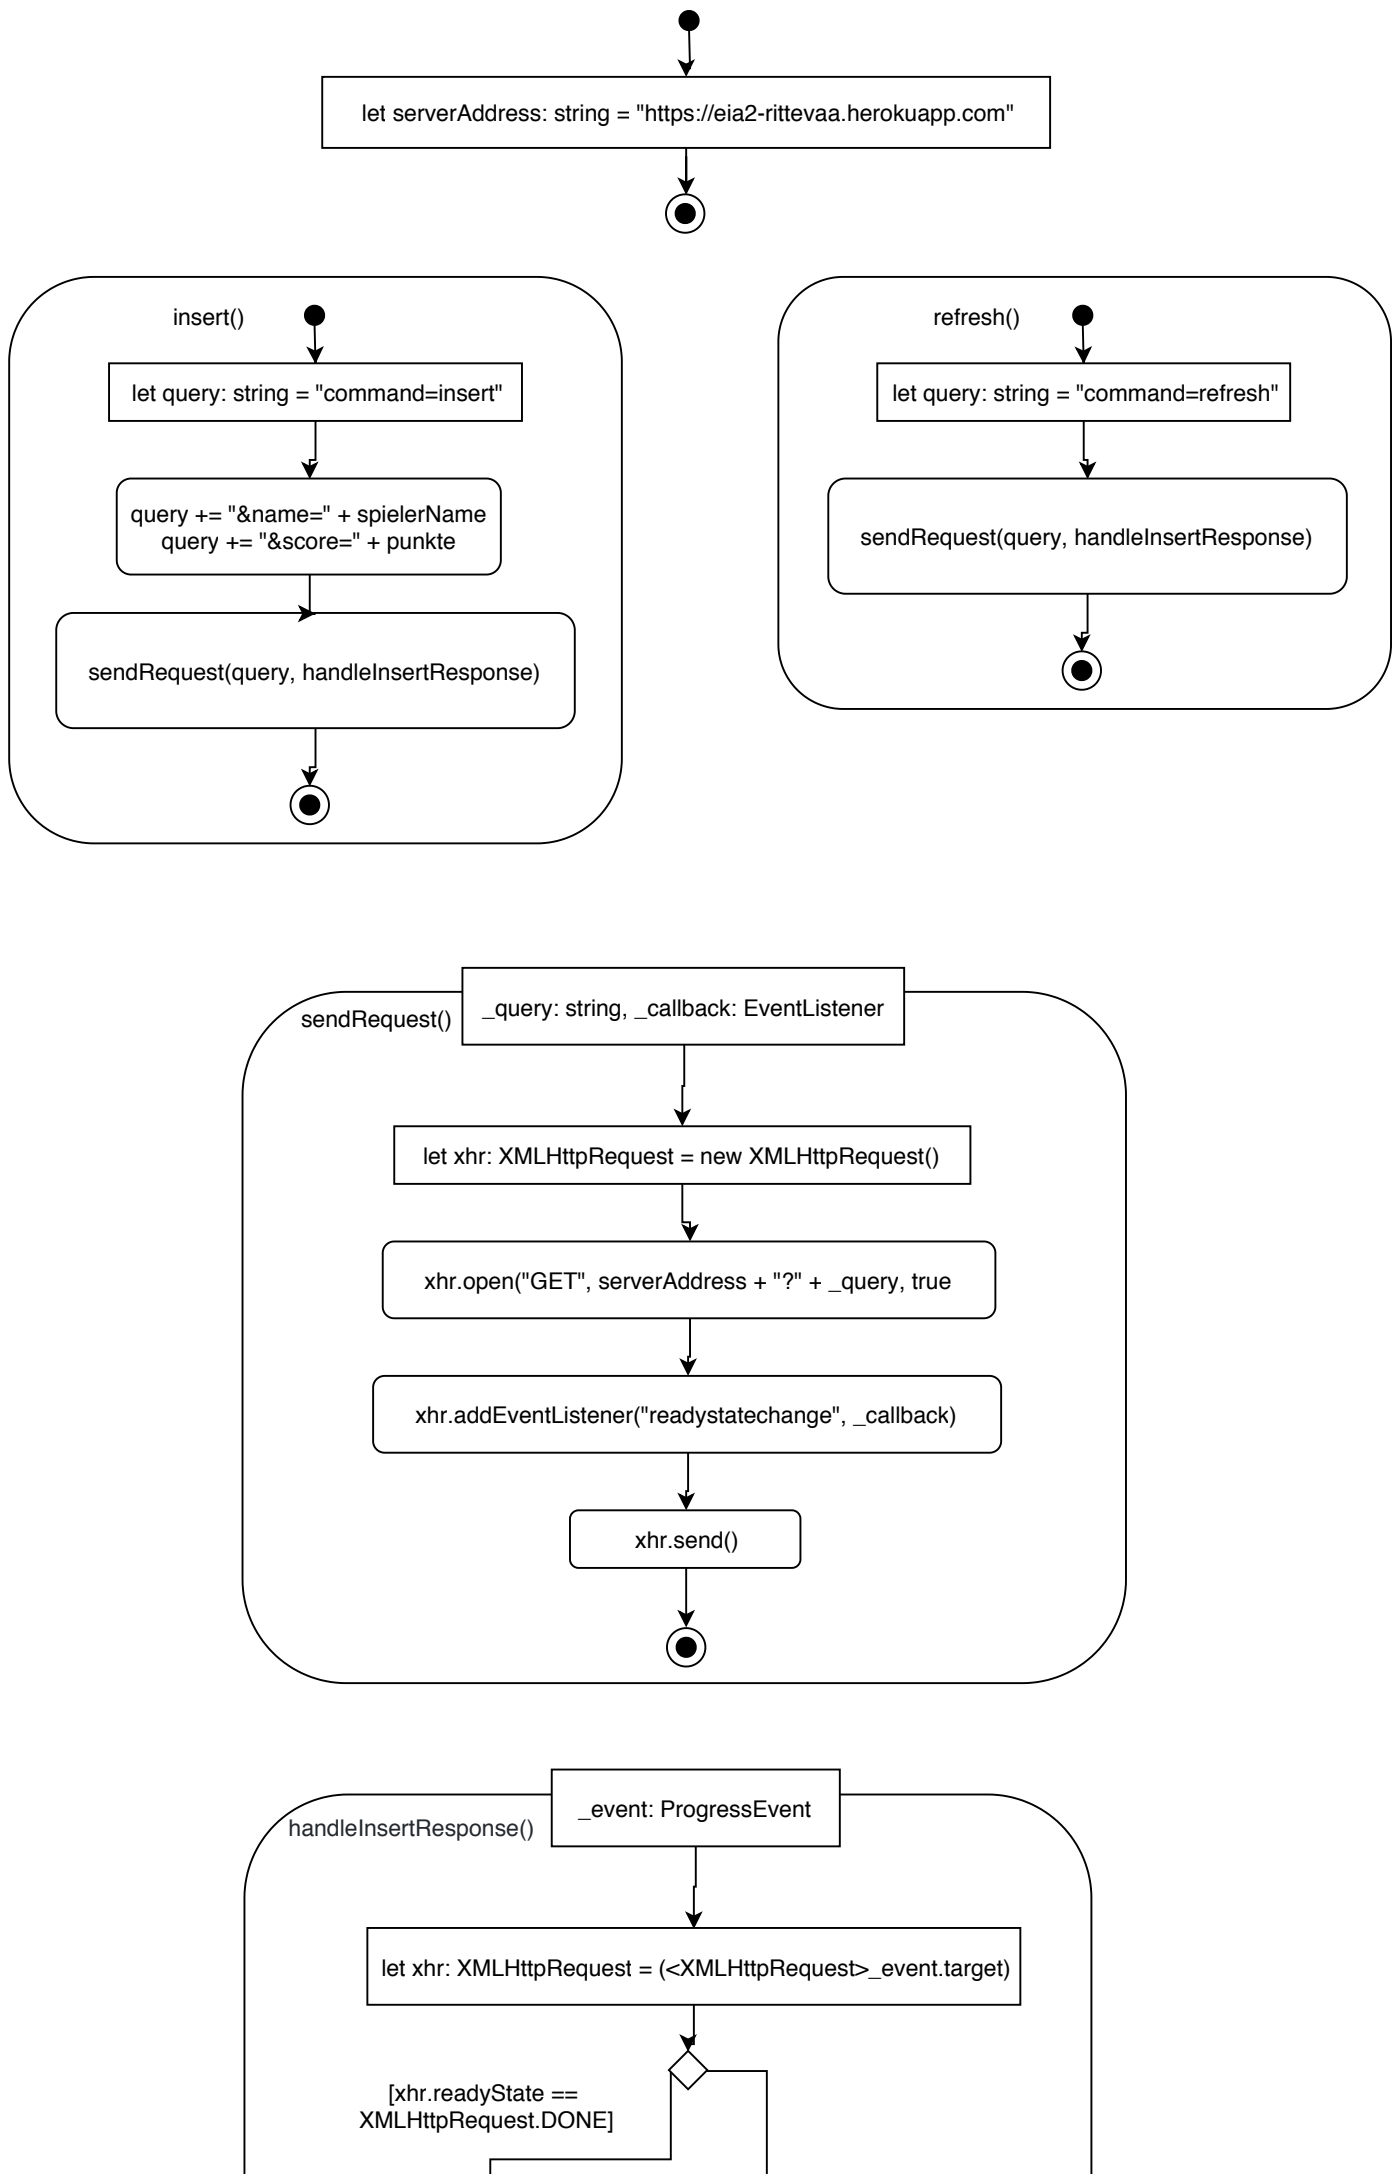 let serverAddress: string = "https://eia2-rittevaa.herokuapp.com"
insert()
let query: string = "command=insert"
query += "&name=" + spielerName
query += "&score=" + punkte
sendRequest(query, handleInsertResponse)
refresh()
let query: string = "command=refresh"
sendRequest(query, handleInsertResponse)
sendRequest()
_query: string, _callback: EventListener
let xhr: XMLHttpRequest = new XMLHttpRequest()
xhr.open("GET", serverAddress + "?" + _query, true
xhr.addEventListener("readystatechange", _callback)
xhr.send()
handleInsertResponse()
_event: ProgressEvent
let xhr: XMLHttpRequest = (<XMLHttpRequest>_event.target)
[xhr.readyState ==
XMLHttpRequest.DONE]